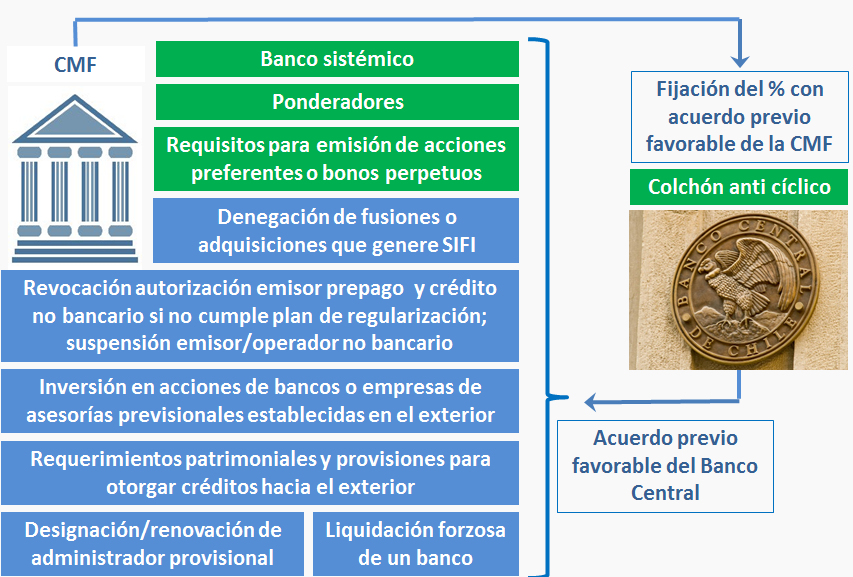 CMF
Banco sistémico
Ponderadores
Requisitos para emisión de acciones
preferentes o bonos perpetuos
Denegación de fusiones o
adquisiciones que genere SIFI
Revocación autorización emisor prepago y crédito
no bancario si no cumple plan de regularización;
suspensión emisor/operador no bancario
Inversión en acciones de bancos o empresas de
asesorías previsionales establecidas en el exterior
Requerimientos patrimoniales y provisiones para
otorgar créditos hacia el exterior
Designación/renovación de
administrador provisional
Liquidación forzosa
de un banco
Fijación del % con
acuerdo previo
favorable de la CMF
Colchón anti cíclico
BANCO CENTRAL
DE CHILE
Acuerdo previo
favorable del Banco
Central